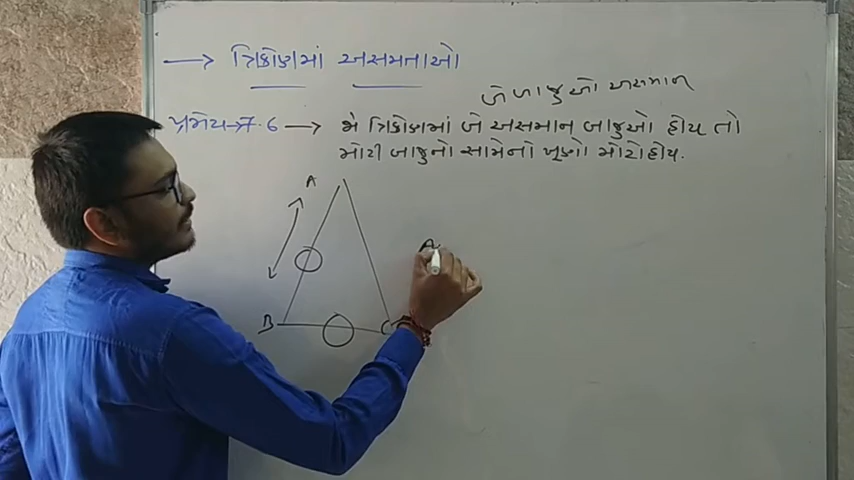 → ત્રિકોણમાં અસમતાઓ
બે બાજુઓ અસમાન
પ્રમેય → 7.6 → જો ત્રિકોણમાં બે અસમાન બાજુઓ હોય તો
મોટી બાજુનો સામેનો ખૂણો મોટો હોય.
A
A
B
C